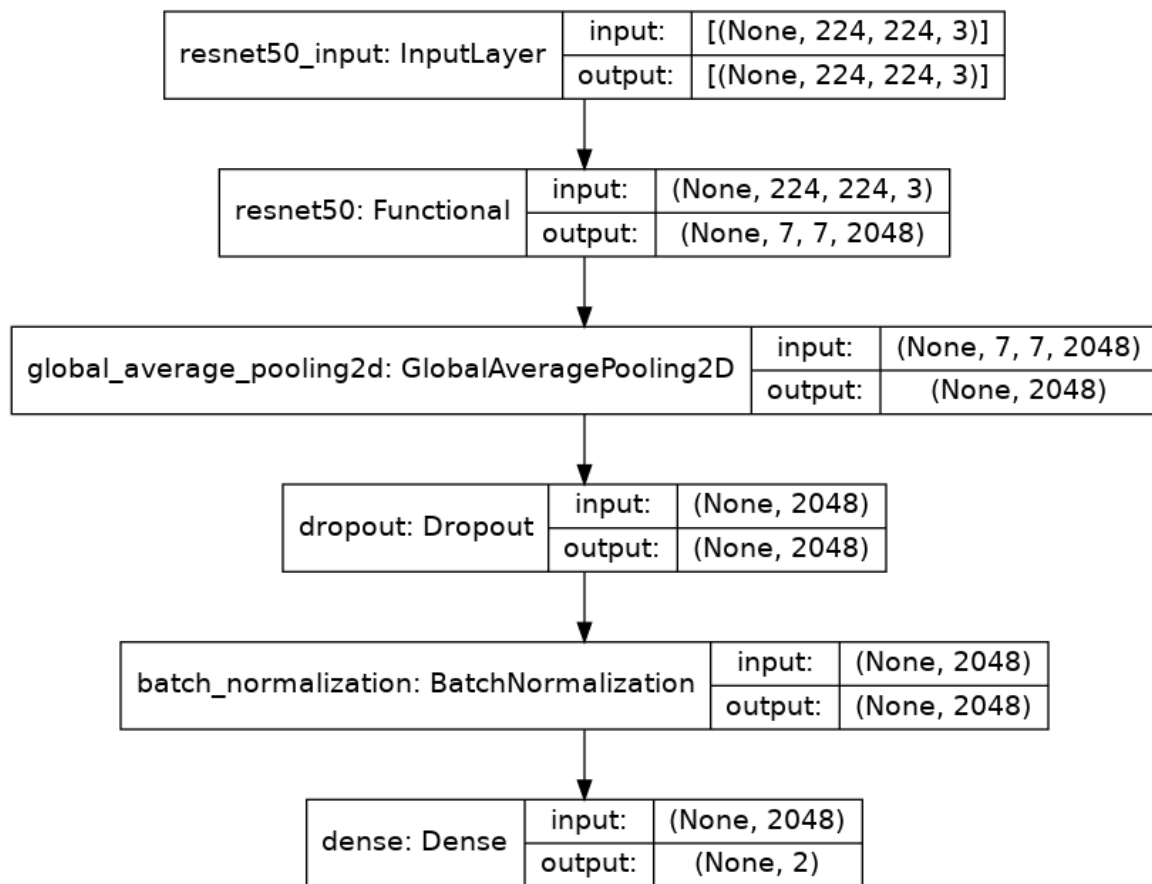 resnet50_input: InputLayer
input: [(None, 224, 224, 3)]
output: [(None, 224, 224, 3)]
resnet50: Functional
input: (None, 224, 224, 3)
output: (None, 7, 7, 2048)
global_average_pooling2d: GlobalAveragePooling2D
input: (None, 7, 7, 2048)
output: (None, 2048)
dropout: Dropout
input: (None, 2048)
output: (None, 2048)
batch_normalization: BatchNormalization
input: (None, 2048)
output: (None, 2048)
dense: Dense
input: (None, 2048)
output: (None, 2)